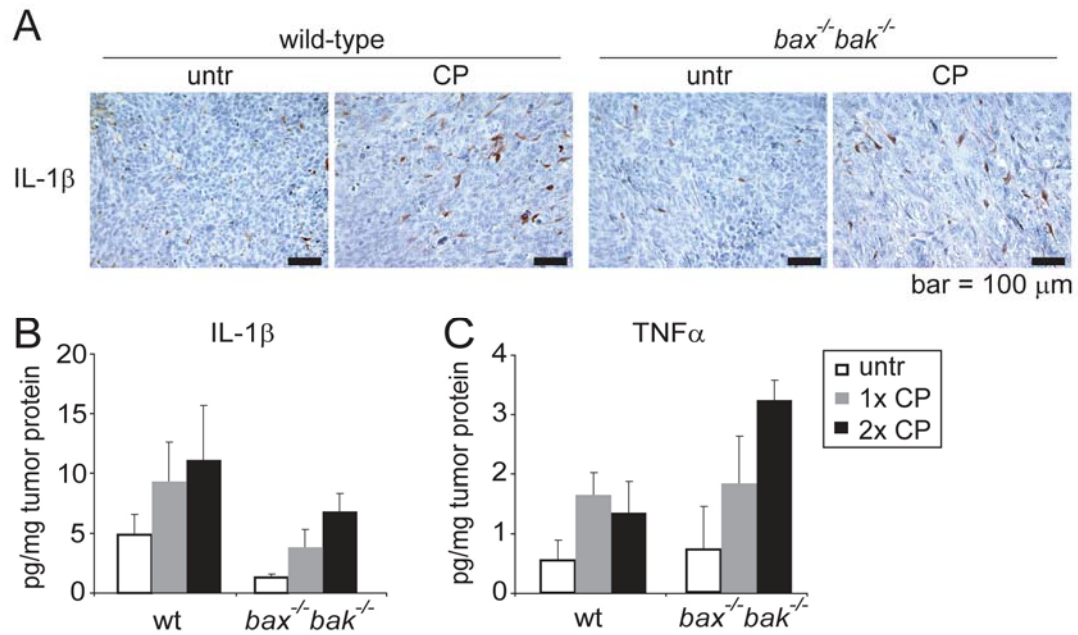 A
wild-type
bax-/-bak-/-
untr
CP
untr
CP
IL-1β
bar = 100 μm
B
IL-1β
pg/mg tumor protein
20
15
10
5
0
wt
bax-/-bak-/-
C
TNFα
pg/mg tumor protein
4
3
2
1
0
wt
bax-/-bak-/-
untr
1x CP
2x CP